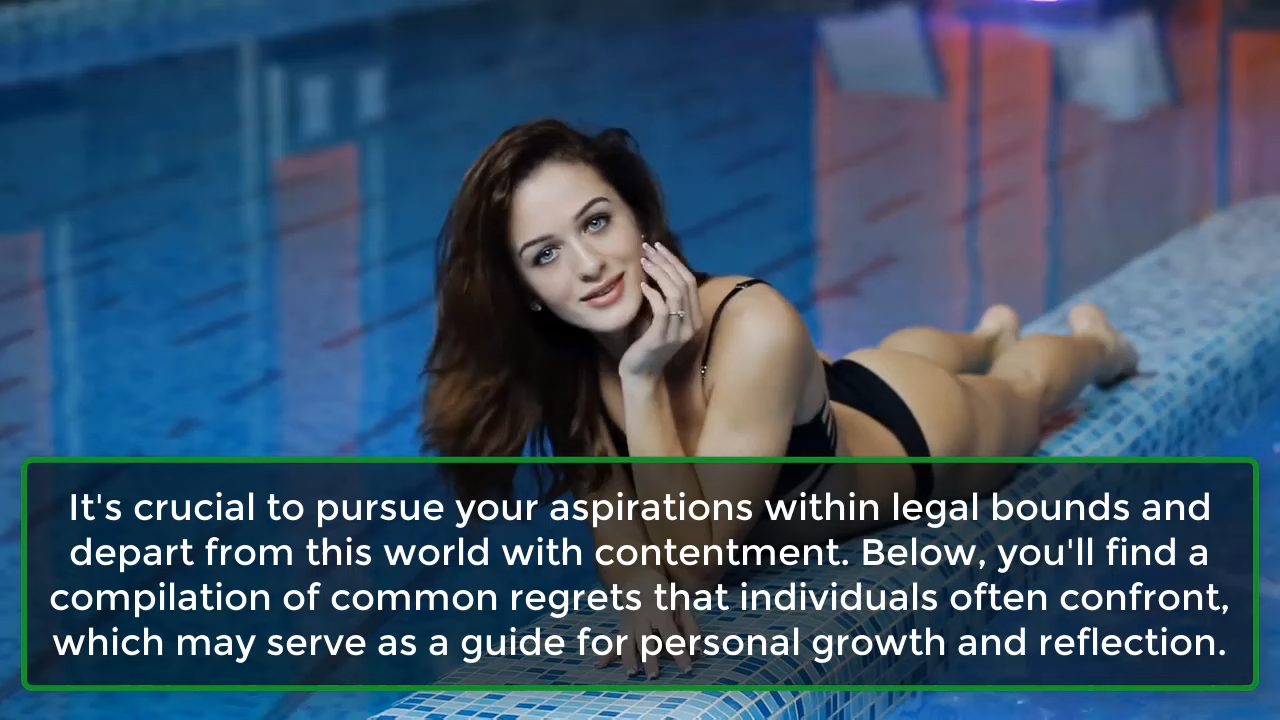 It's crucial to pursue your aspirations within legal bounds and
depart from this world with contentment. Below, you'll find a
compilation of common regrets that individuals often confront,
which may serve as a guide for personal growth and reflection.